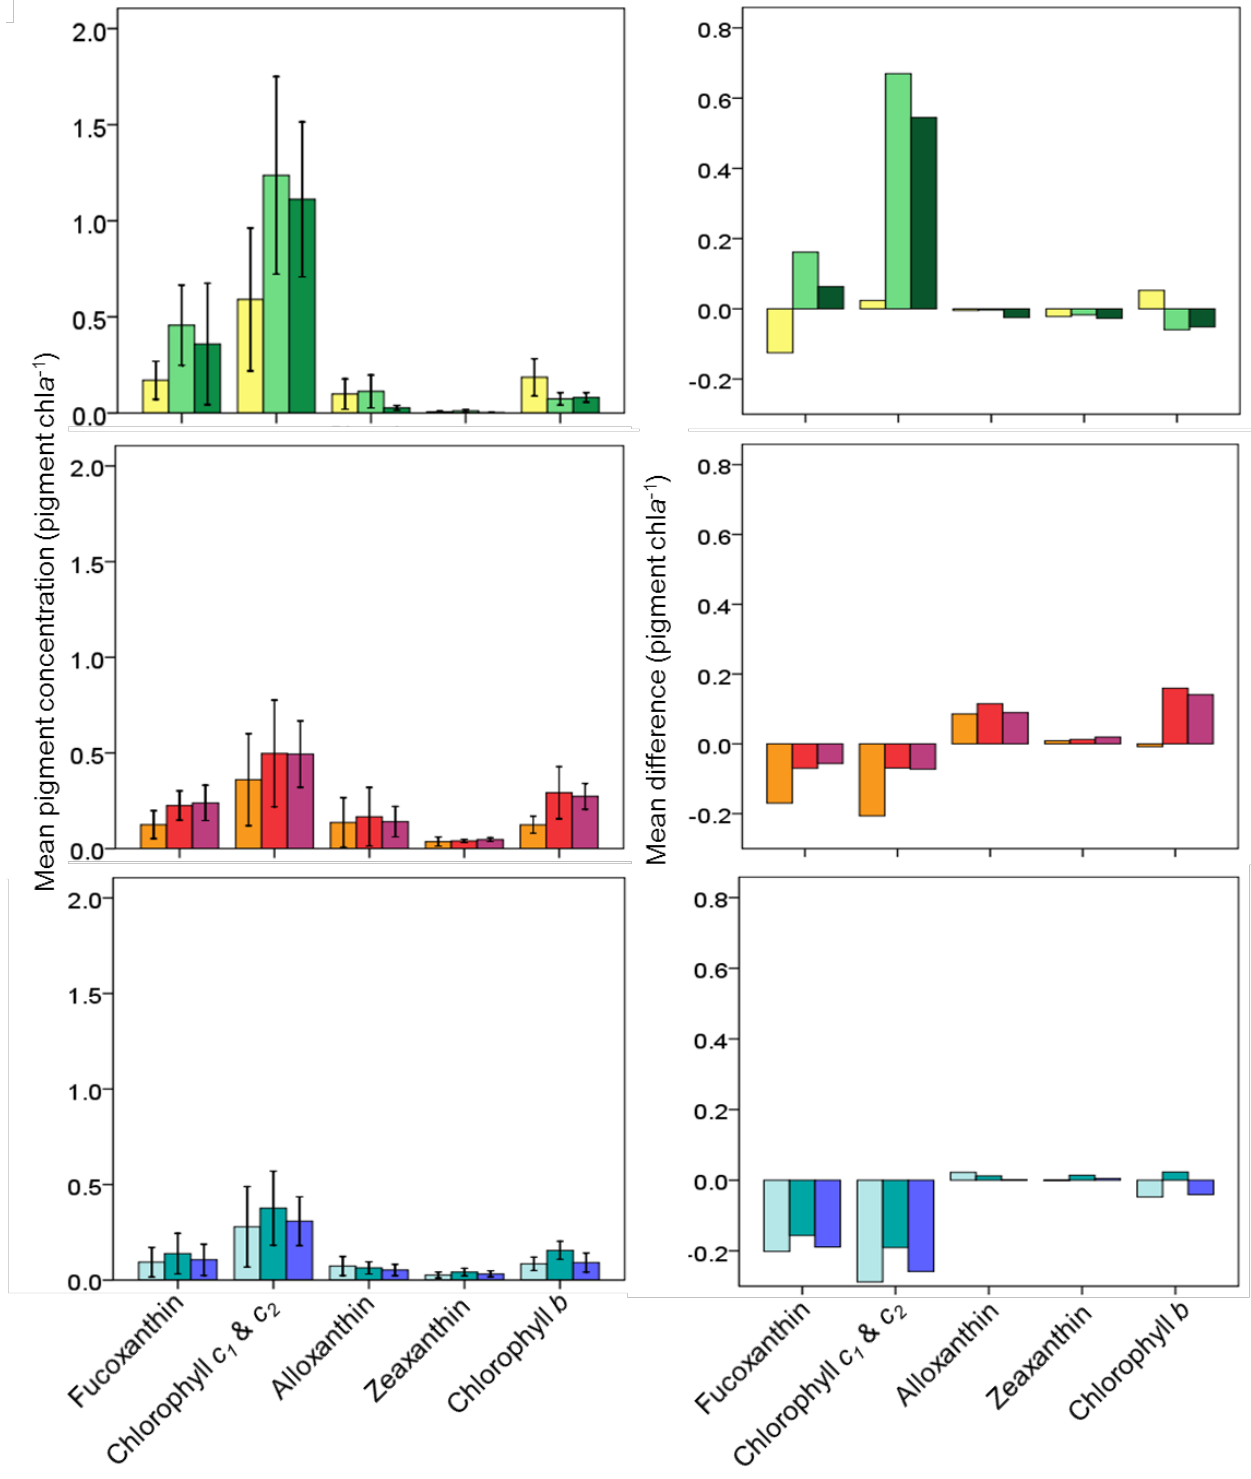 2.0
1.5
1.0
0.5
0.0
0.8
0.6
0.4
0.2
0.0
-0.2
2.0
1.5
1.0
0.5
0.0
0.8
0.6
0.4
0.2
0.0
-0.2
2.0
1.5
1.0
0.5
0.0
0.8
0.6
0.4
0.2
0.0
-0.2
Mean pigment concentration (pigment chla⁻¹)
Mean difference (pigment chla⁻¹)
Fucoxanthin
Chlorophyll c₁ & c₂
Alloxanthin
Zeaxanthin
Chlorophyll b
Fucoxanthin
Chlorophyll c₁ & c₂
Alloxanthin
Zeaxanthin
Chlorophyll b